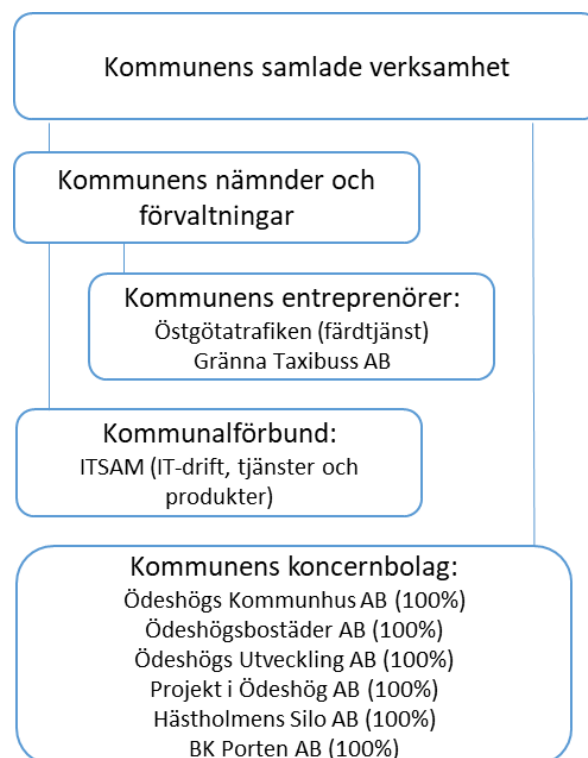 Kommunens samlade verksamhet
Kommunens nämnder och
förvaltningar
Kommunens entreprenörer:
Östgötatrafiken (färdtjänst)
Gränna Taxibuss AB
Kommunalförbund:
ITSAM (IT-drift, tjänster och
produkter)
Kommunens koncernbolag:
Ödeshögs Kommunhus AB (100%)
Ödeshögsbostäder AB (100%)
Ödeshögs Utveckling AB (100%)
Projekt i Ödeshög AB (100%)
Hästholmens Silo AB (100%)
BK Porten AB (100%)